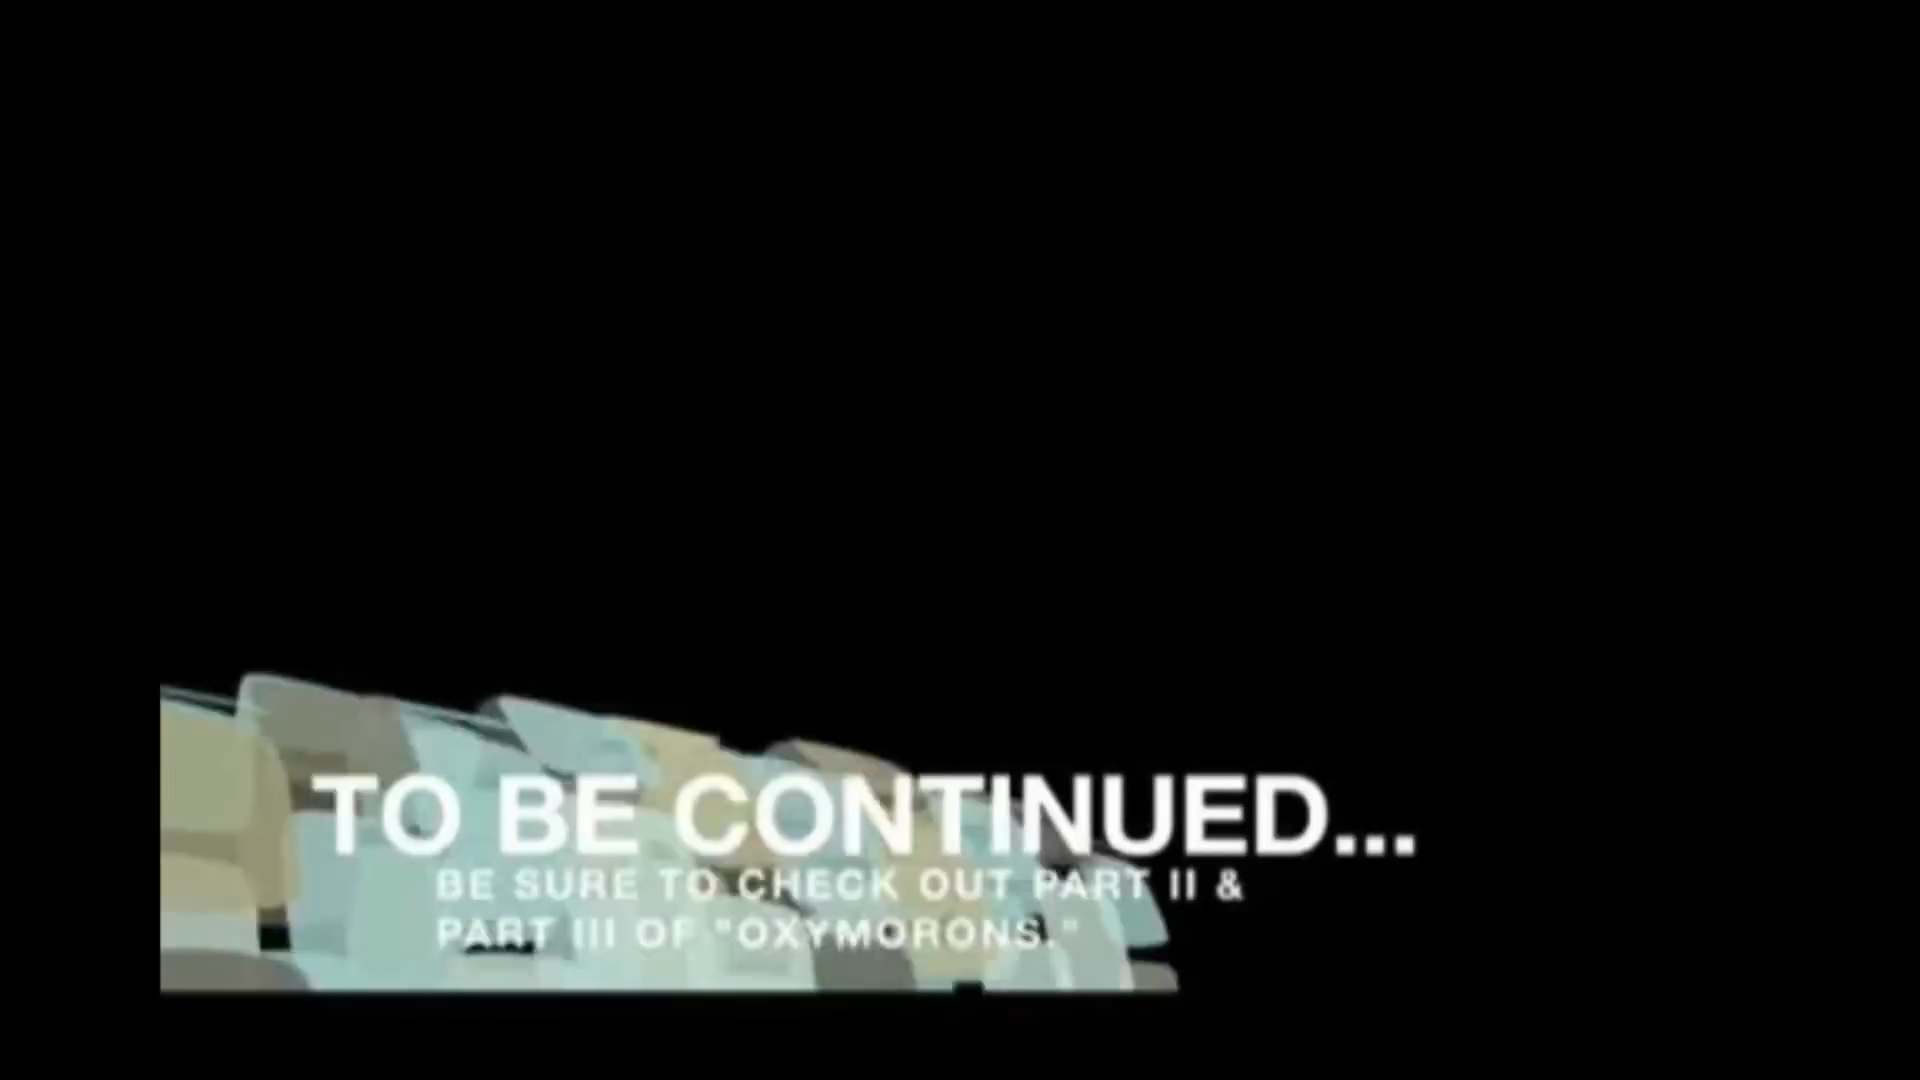 TO BE CONTINUED...
BE SURE TO CHECK OUT PART II &
PART III OF "OXYMORONS."